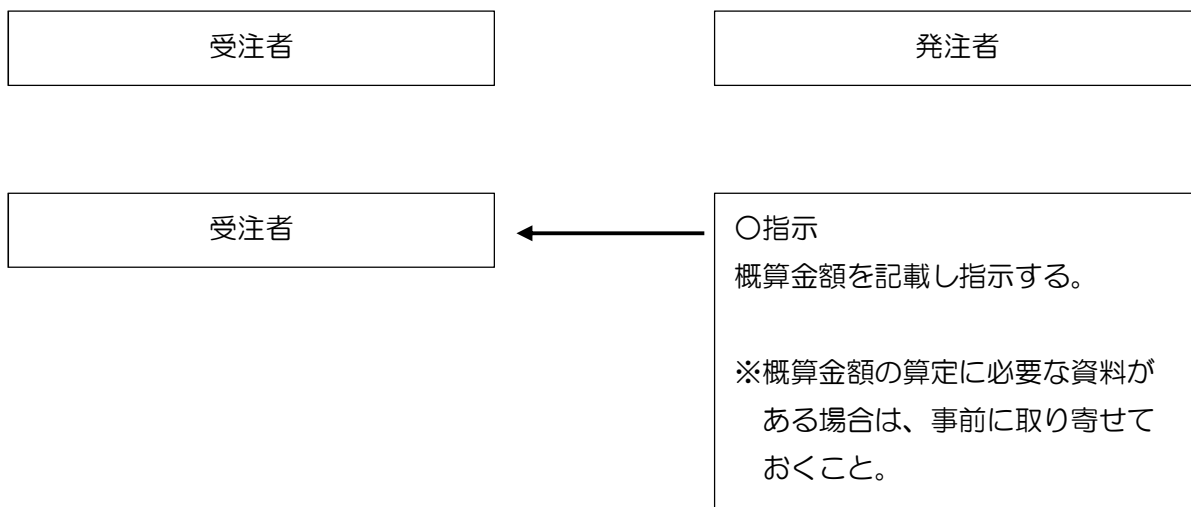 受注者
発注者
受注者
〇指示
概算金額を記載し指示する。
※概算金額の算定に必要な資料が
ある場合は、事前に取り寄せて
おくこと。